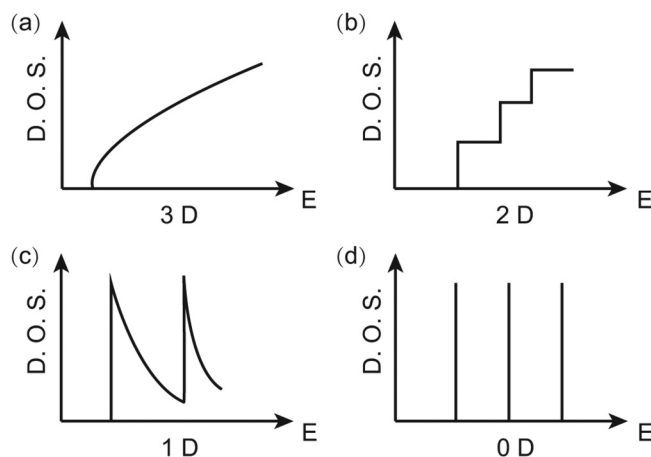 (a)
D. O. S.
E
3 D
(b)
D. O. S.
E
2 D
(c)
D. O. S.
E
1 D
(d)
D. O. S.
E
0 D